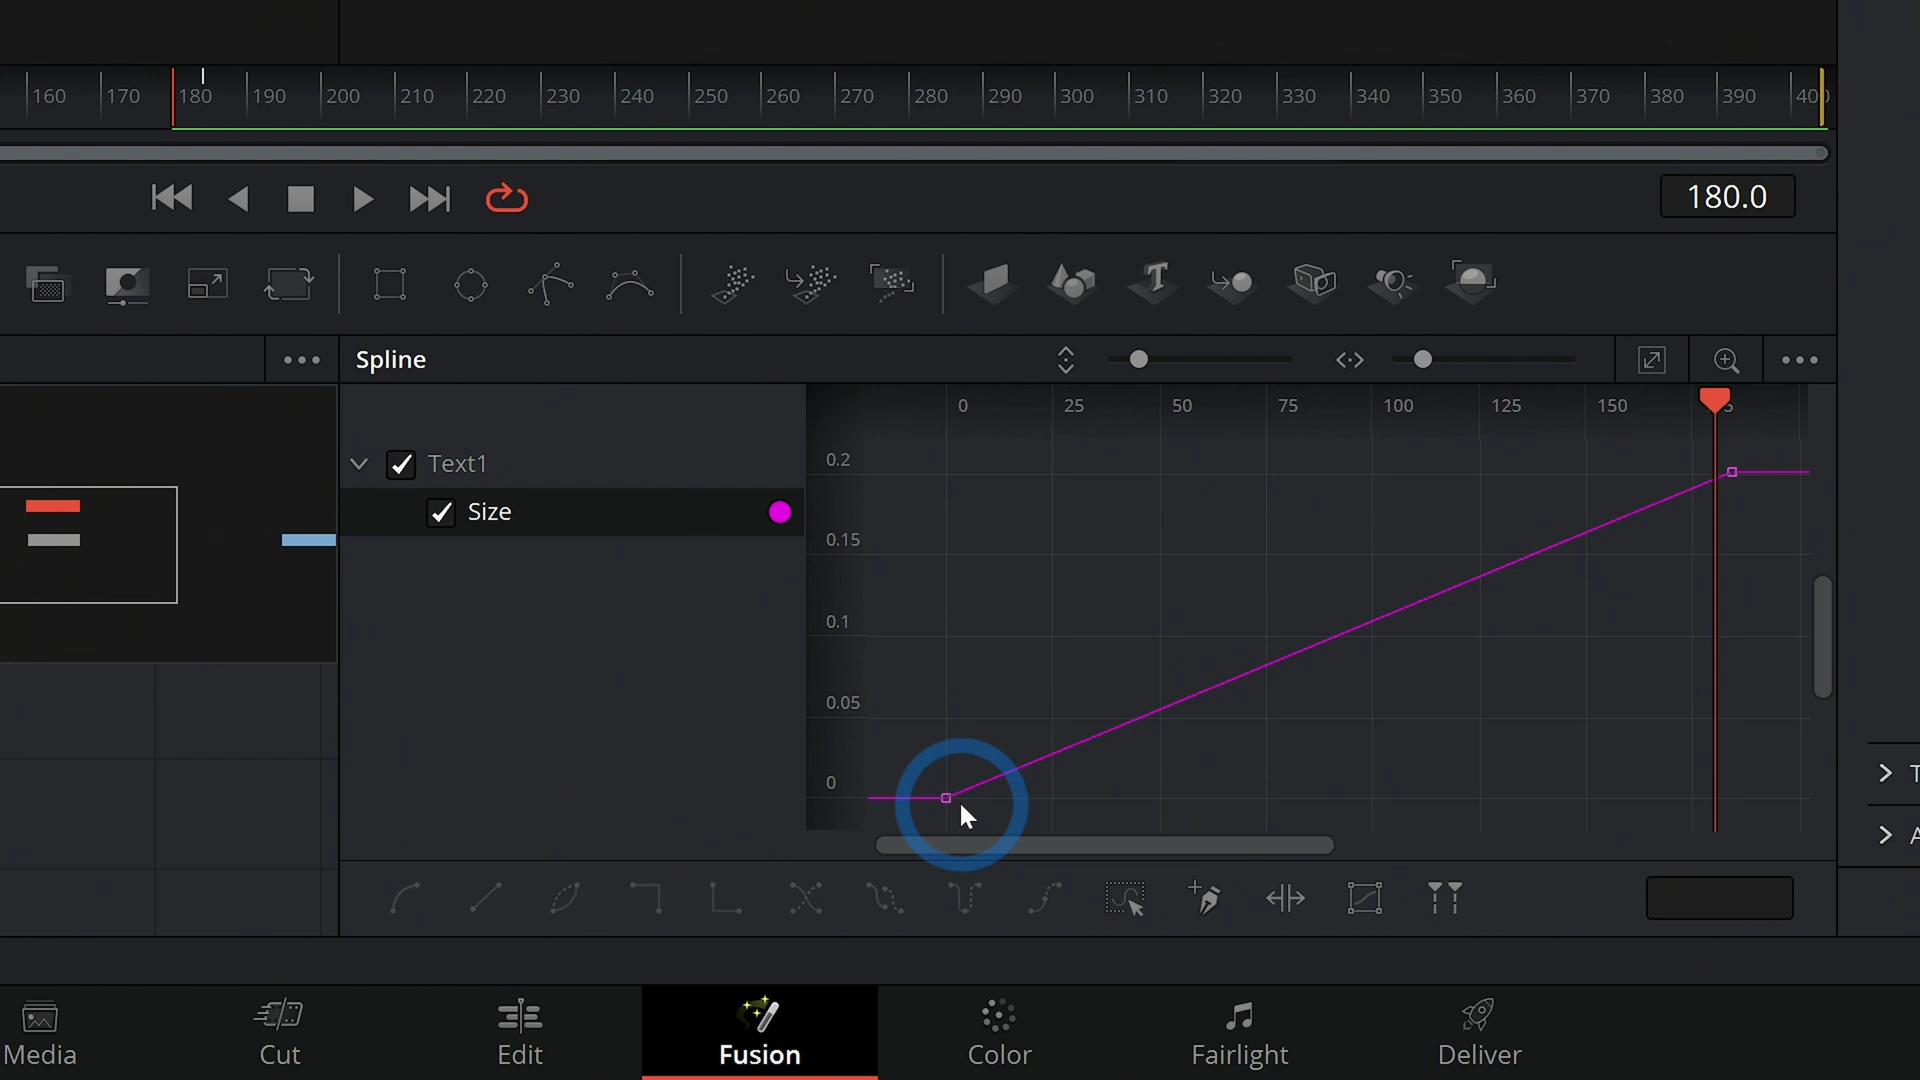 160 170 180 190 200 210 220 230 240 250 260 270 280 290 300 310 320 330 340 350 360 370 380 390 400
180.0
Spline
0 25 50 75 100 125 150
Text1
Size
0.2
0.15
0.1
0.05
0
T
A
Media Cut Edit Fusion Color Fairlight Deliver